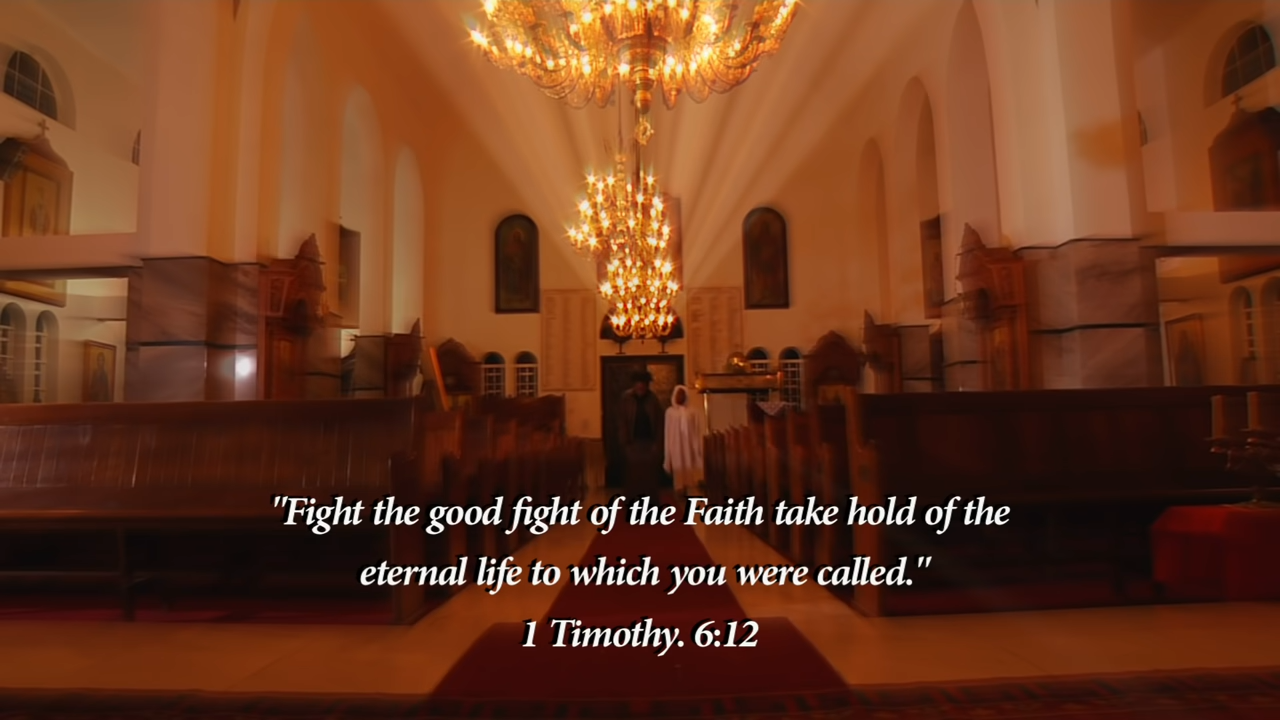 "Fight the good fight of the Faith take hold of the
eternal life to which you were called."
1 Timothy. 6:12